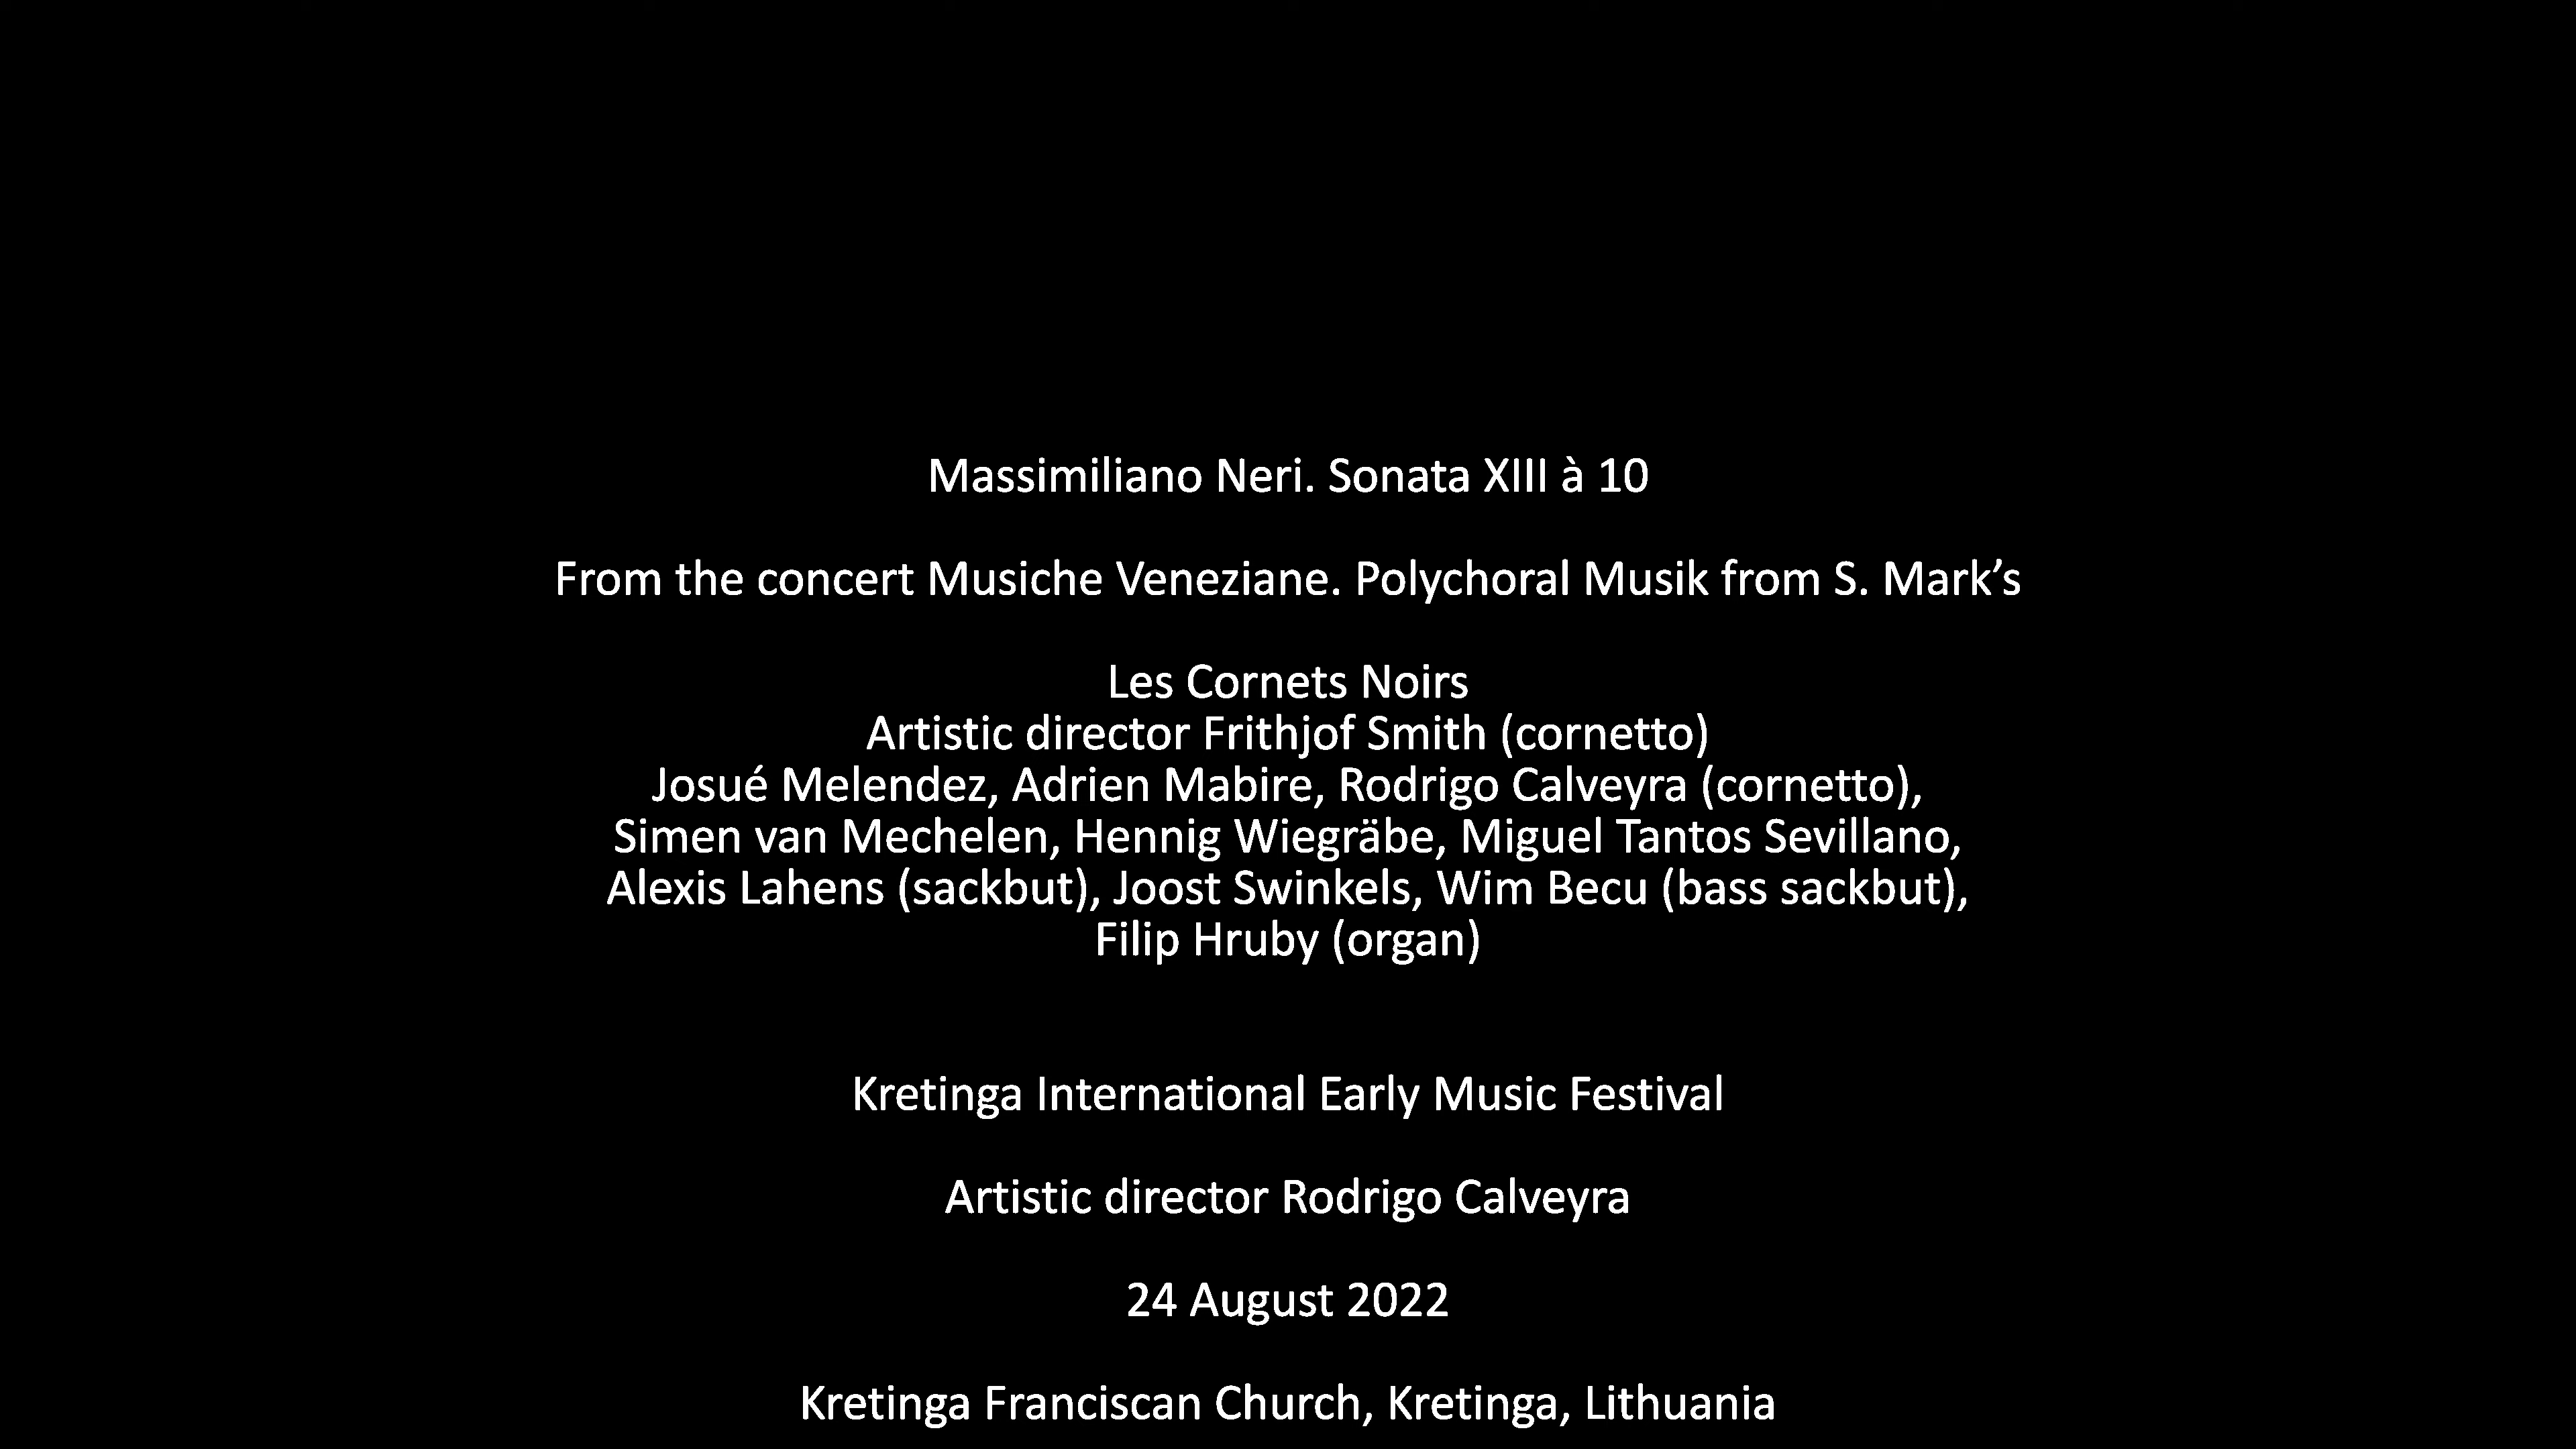 Massimiliano Neri. Sonata XIII à 10
From the concert Musiche Veneziane. Polychoral Musik from S. Mark’s
Les Cornets Noirs
Artistic director Frithjof Smith (cornetto)
Josué Melendez, Adrien Mabire, Rodrigo Calveyra (cornetto),
Simen van Mechelen, Hennig Wiegräbe, Miguel Tantos Sevillano,
Alexis Lahens (sackbut), Joost Swinkels, Wim Becu (bass sackbut),
Filip Hruby (organ)
Kretinga International Early Music Festival
Artistic director Rodrigo Calveyra
24 August 2022
Kretinga Franciscan Church, Kretinga, Lithuania